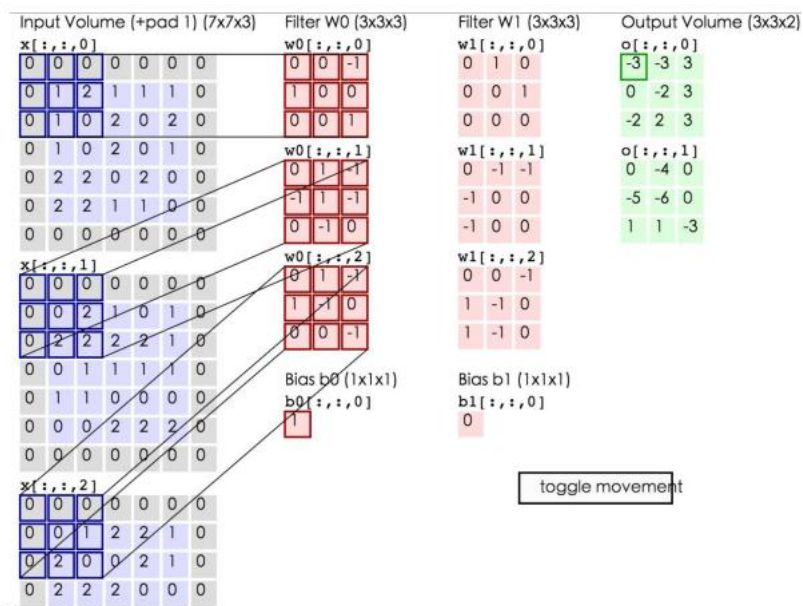 Input Volume (+pad 1) (7x7x3) Filter W0 (3x3x3) Filter W1 (3x3x3) Output Volume (3x3x2)
x[:,:,0] w0[:,:,0] w1[:,:,0] o[:,:,0]
0 0 0 0 0 0 0 0 0 -1 0 1 0 -3 -3 3
0 1 2 1 1 1 0 1 0 0 0 0 1 0 -2 3
0 1 0 2 0 2 0 0 0 1 0 0 0 -2 2 3
0 1 0 2 0 1 0 w0[:,:,1] w1[:,:,1] o[:,:,1]
0 2 2 0 2 0 0 0 1 -1 0 -1 -1 0 -4 0
0 2 2 1 1 0 0 -1 1 -1 -1 0 0 -5 -6 0
0 0 0 0 0 0 0 0 -1 0 -1 0 0 1 1 -3
x[:,:,1] w0[:,:,2] w1[:,:,2]
0 0 0 0 0 0 0 0 1 -1 0 0 -1
0 0 2 1 0 1 0 1 -1 0 1 -1 0
0 2 2 2 2 1 0 0 0 -1 1 -1 0
0 0 1 1 1 1 0 Bias b0 (1x1x1) Bias b1 (1x1x1)
0 1 1 0 0 0 0 b0[:,:,0] b1[:,:,0]
0 0 0 2 2 2 0 1 0
0 0 0 0 0 0 0
toggle movement
x[:,:,2]
0 0 0 0 0 0 0
0 0 1 2 2 1 0
0 2 0 0 2 1 0
0 2 2 2 0 0 0